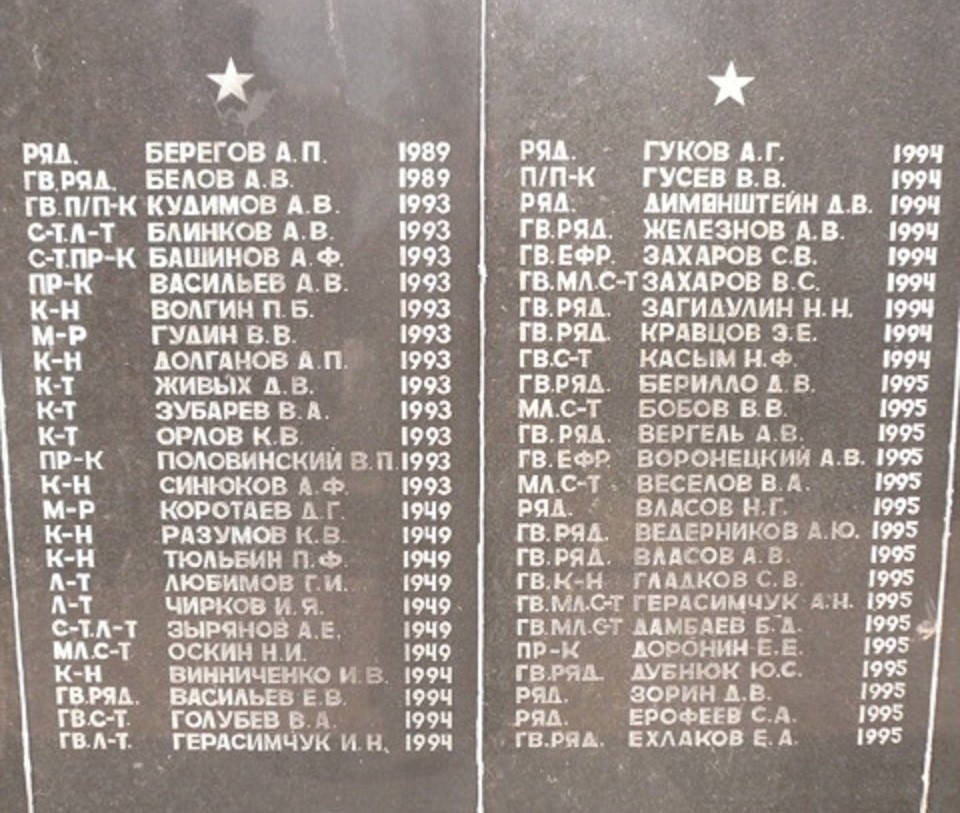 РЯД. БЕРЕГОВ А.П. 1989
ГВ.РЯД. БЕЛОВ А.В. 1989
ГВ.П/П-К КУДИМОВ А.В. 1993
С-Т.Л-Т БЛИНКОВ А.В. 1993
С-Т.ПР-К БАШИНОВ А.Ф. 1993
ПР-К ВАСИЛЬЕВ А.В. 1993
К-Н ВОЛГИН П.Б. 1993
М-Р ГУДИН В.В. 1993
К-Н ДОЛГАНОВ А.П. 1993
К-Т ЖИВЫХ Д.В. 1993
К-Т ЗУБАРЕВ В.А. 1993
К-Т ОРЛОВ К.В. 1993
ПР-К ПОЛОВИНСКИЙ В.П. 1993
К-Н СИНЮКОВ А.Ф. 1993
М-Р КОРОТАЕВ Д.Г. 1949
К-Н РАЗУМОВ К.В. 1949
К-Н ТЮЛЬБИН П.Ф. 1949
Л-Т ЛЮБИМОВ Г.И. 1949
Л-Т ЧИРКОВ И.Я. 1949
С-Т.Л-Т ЗЫРЯНОВ А.Е. 1949
МЛ.С-Т ОСКИН Н.И. 1949
К-Н ВИННИЧЕНКО И.В. 1994
ГВ.РЯД. ВАСИЛЬЕВ Е.В. 1994
ГВ.С-Т. ГОЛУБЕВ В.А. 1994
ГВ.Л-Т. ГЕРАСИМЧУК И.Н. 1994
РЯД. ГУКОВ А.Г. 1994
П/П-К ГУСЕВ В.В. 1994
РЯД. ДИМЕНШТЕЙН Д.В. 1994
ГВ.РЯД. ЖЕЛЕЗНОВ А.В. 1994
ГВ.ЕФР. ЗАХАРОВ С.В. 1994
ГВ.МЛ.С-Т ЗАХАРОВ В.С. 1994
ГВ.РЯД. ЗАГИДУЛИН Н.Н. 1994
ГВ.РЯД. КРАВЦОВ Э.Е. 1994
ГВ.С-Т КАСЫМ Н.Ф. 1994
ГВ.РЯД. БЕРИЛЛО Д.В. 1995
МЛ.С-Т БОБОВ В.В. 1995
ГВ.РЯД. ВЕРГЕЛЬ А.В. 1995
ГВ.ЕФР. ВОРОНЕЦКИЙ А.В. 1995
МЛ.С-Т ВЕСЕЛОВ В.А. 1995
РЯД. ВЛАСОВ Н.Г. 1995
ГВ.РЯД. ВЕДЕРНИКОВ А.Ю. 1995
ГВ.РЯД. ВЛАСОВ А.В. 1995
ГВ.К-Н ГЛАДКОВ С.В. 1995
ГВ.МЛ.С-Т ГЕРАСИМЧУК А.Н. 1995
ГВ.МЛ.С-Т ДАМБАЕВ Б.Д. 1995
ПР-К ДОРОНИН Е.Е. 1995
ГВ.РЯД. ДУБНЮК Ю.С. 1995
РЯД. ЗОРИН Д.В. 1995
РЯД. ЕРОФЕЕВ С.А. 1995
ГВ.РЯД. ЕХЛАКОВ Е.А. 1995